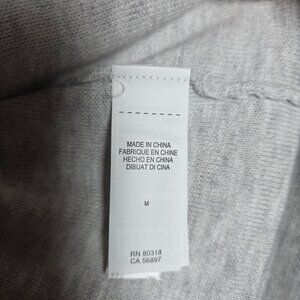 MADE IN CHINA
FABRIQUE EN CHINE
HECHO EN CHINA
DIBUAT DI CINA
M
RN 80318
CA 56897